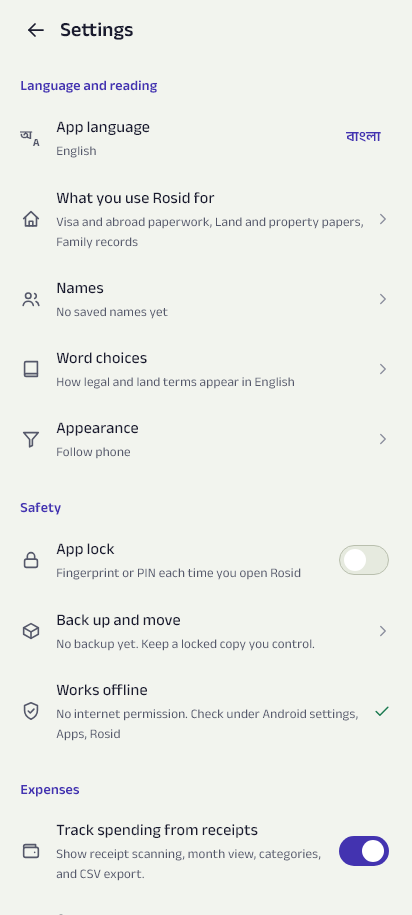 Settings
Language and reading
App language
English
বাংলা
What you use Rosid for
Visa and abroad paperwork, Land and property papers,
Family records
Names
No saved names yet
Word choices
How legal and land terms appear in English
Appearance
Follow phone
Safety
App lock
Fingerprint or PIN each time you open Rosid
Back up and move
No backup yet. Keep a locked copy you control.
Works offline
No internet permission. Check under Android settings,
Apps, Rosid
Expenses
Track spending from receipts
Show receipt scanning, month view, categories,
and CSV export.